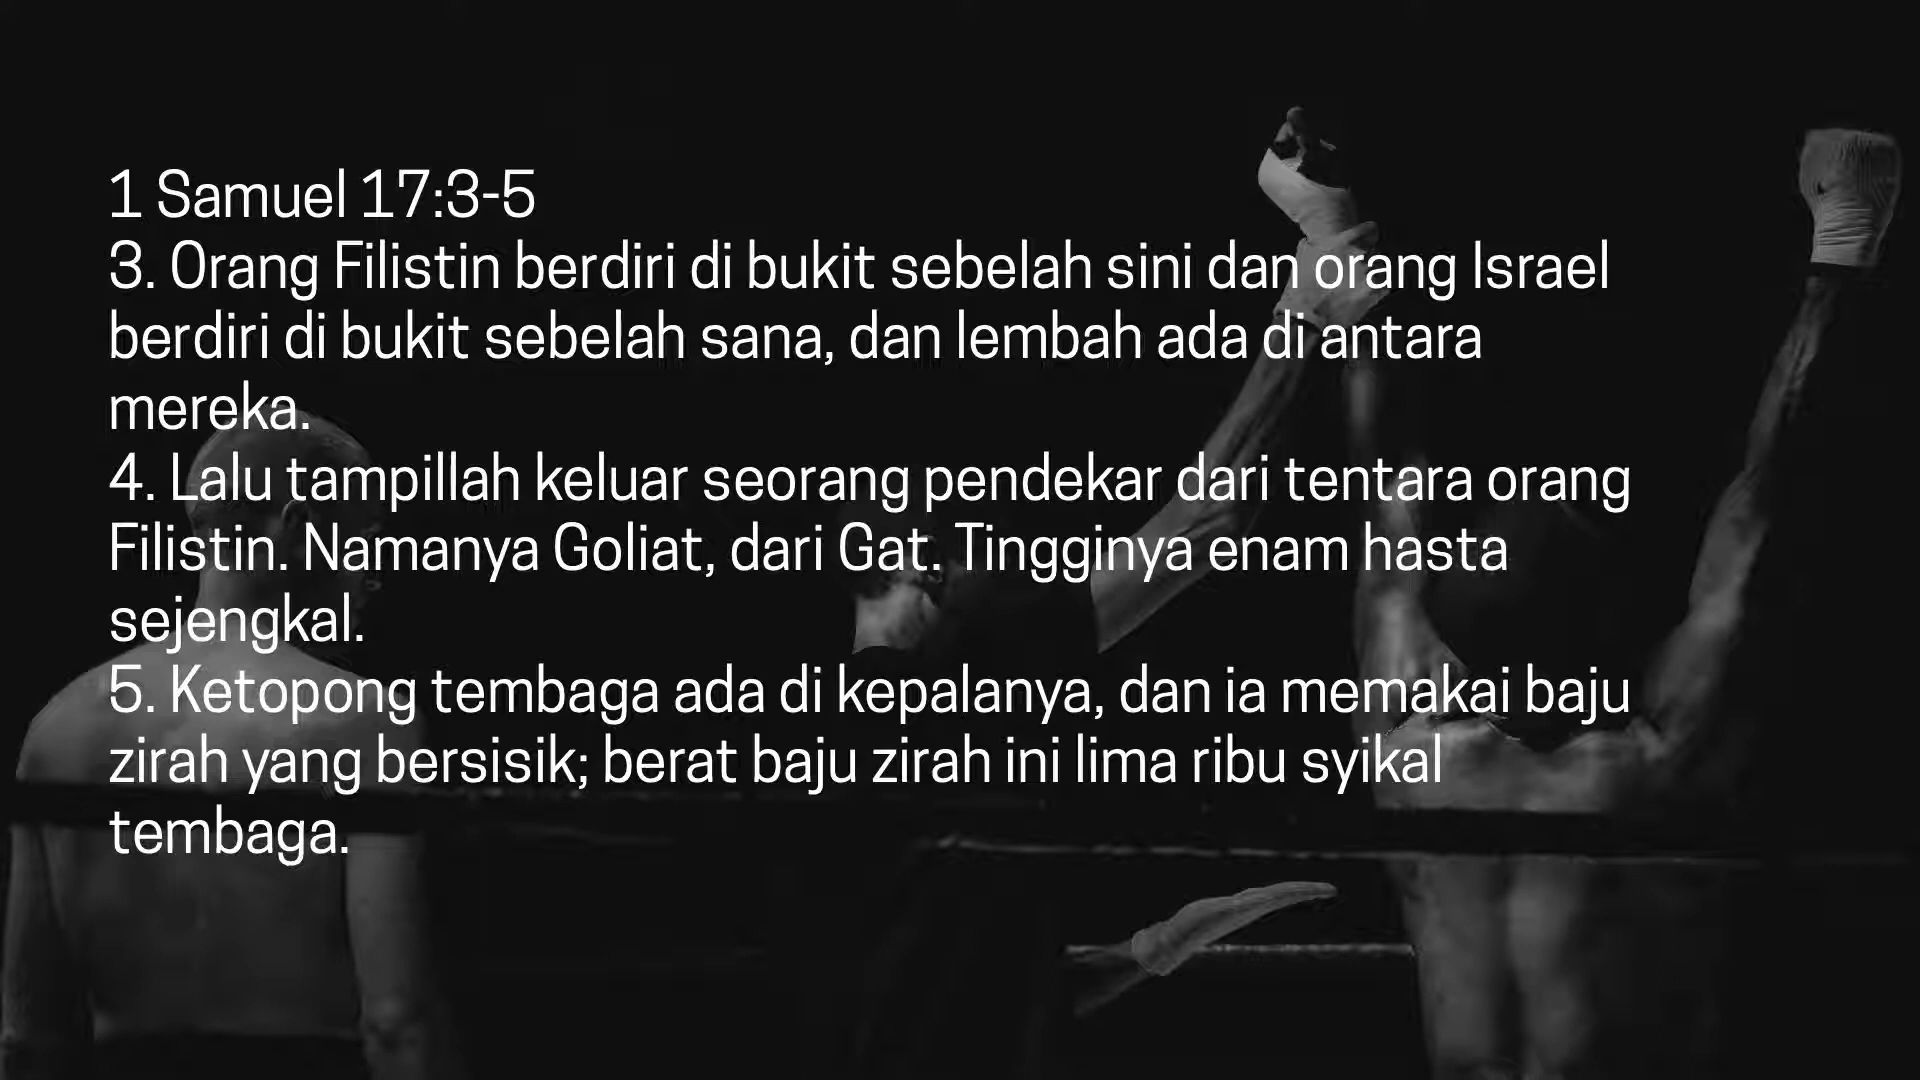 1 Samuel 17:3-5
3. Orang Filistin berdiri di bukit sebelah sini dan orang Israel
berdiri di bukit sebelah sana, dan lembah ada di antara
mereka.
4. Lalu tampillah keluar seorang pendekar dari tentara orang
Filistin. Namanya Goliat, dari Gat. Tingginya enam hasta
sejengkal.
5. Ketopong tembaga ada di kepalanya, dan ia memakai baju
zirah yang bersisik; berat baju zirah ini lima ribu syikal
tembaga.